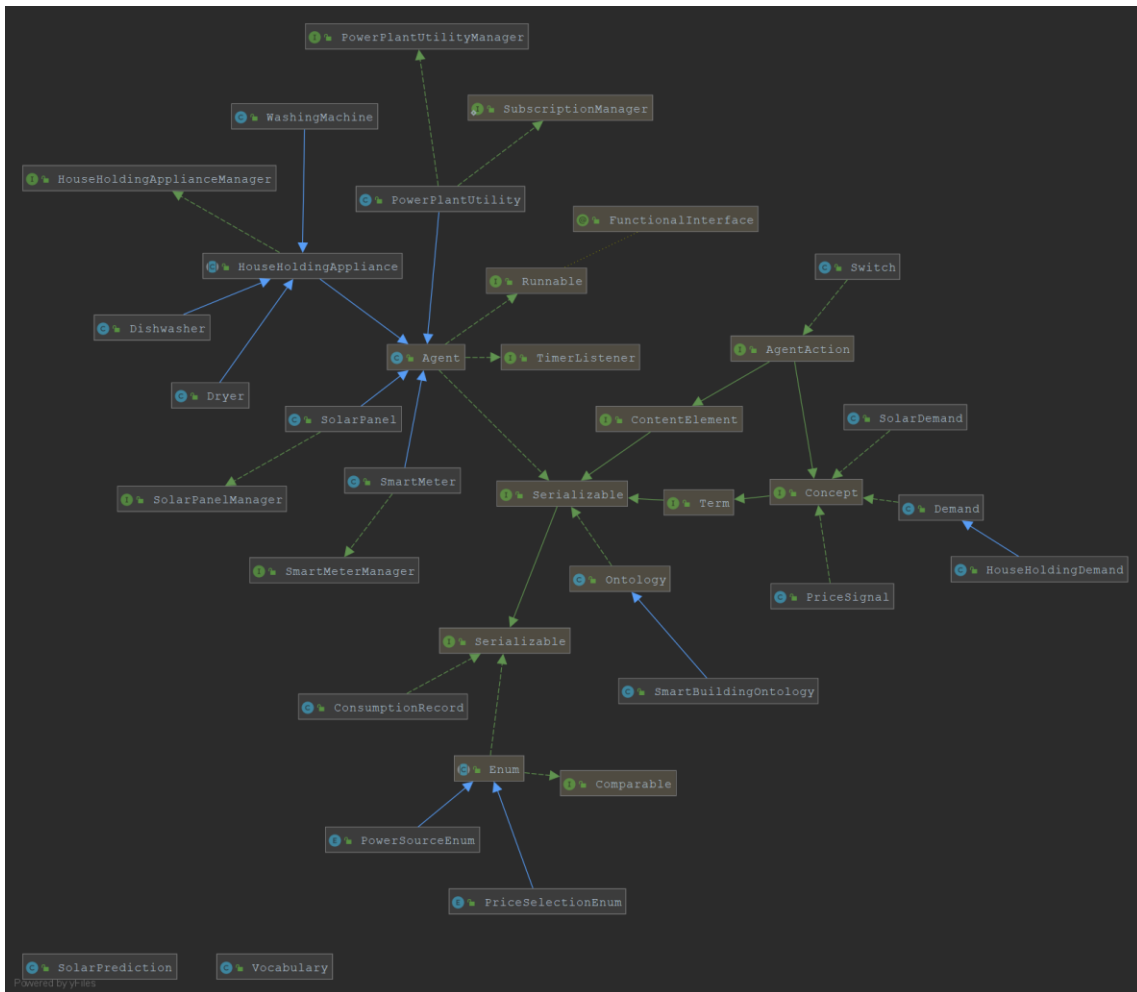 PowerPlantUtilityManager
SubscriptionManager
WashingMachine
HouseHoldingApplianceManager
PowerPlantUtility
FunctionalInterface
HouseHoldingAppliance
Switch
Runnable
Dishwasher
AgentAction
Agent
TimerListener
Dryer
SolarPanel
ContentElement
SolarDemand
SmartMeter
SolarPanelManager
Serializable
Term
Concept
Demand
SmartMeterManager
Ontology
HouseHoldingDemand
PriceSignal
Serializable
SmartBuildingOntology
ConsumptionRecord
Enum
Comparable
PowerSourceEnum
PriceSelectionEnum
SolarPrediction
Vocabulary
Powered by yFiles